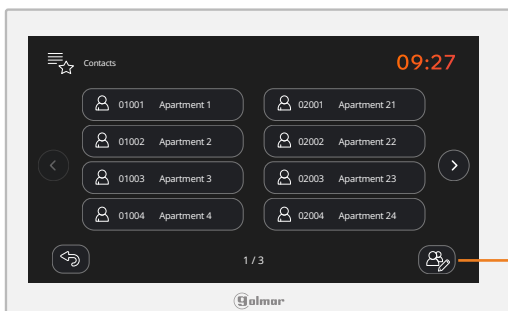 Contacts
09:27
01001 Apartment 1
02001 Apartment 21
01002 Apartment 2
02002 Apartment 22
01003 Apartment 3
02003 Apartment 23
01004 Apartment 4
02004 Apartment 24
1 / 3
golmar